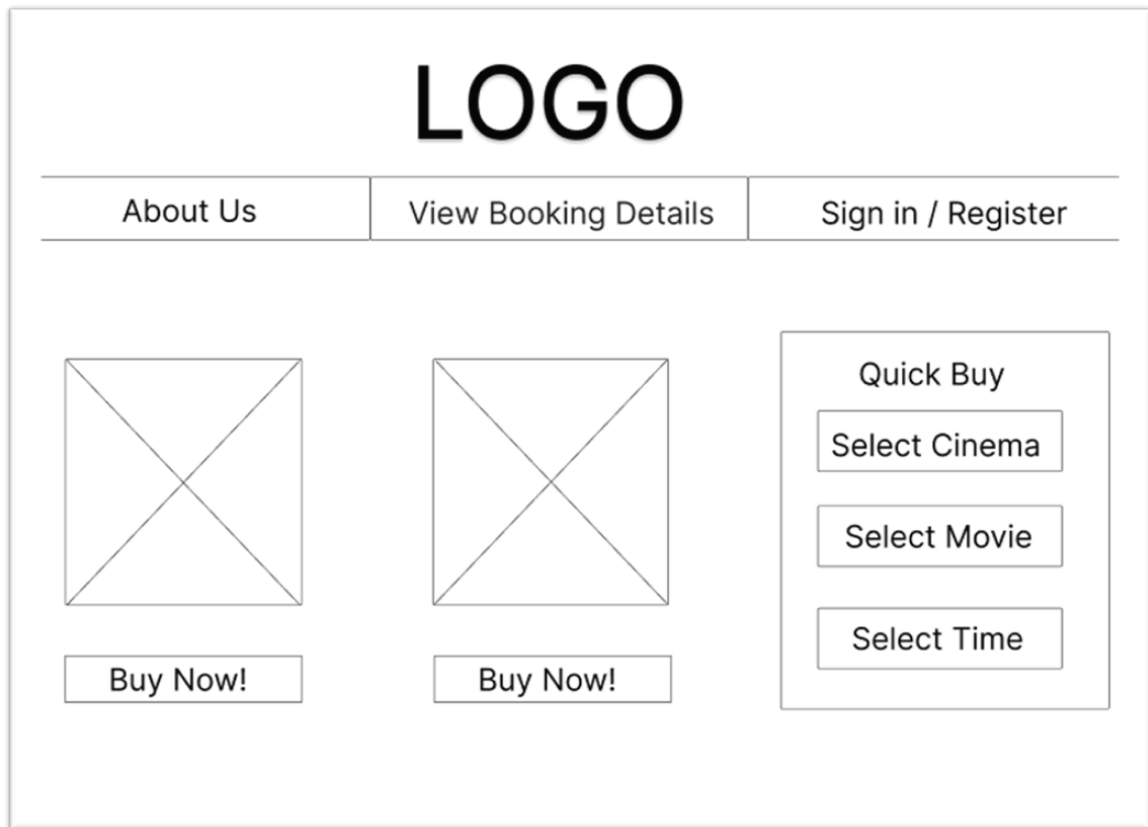 LOGO
About Us
View Booking Details
Sign in / Register
Quick Buy
Select Cinema
Select Movie
Select Time
Buy Now!
Buy Now!